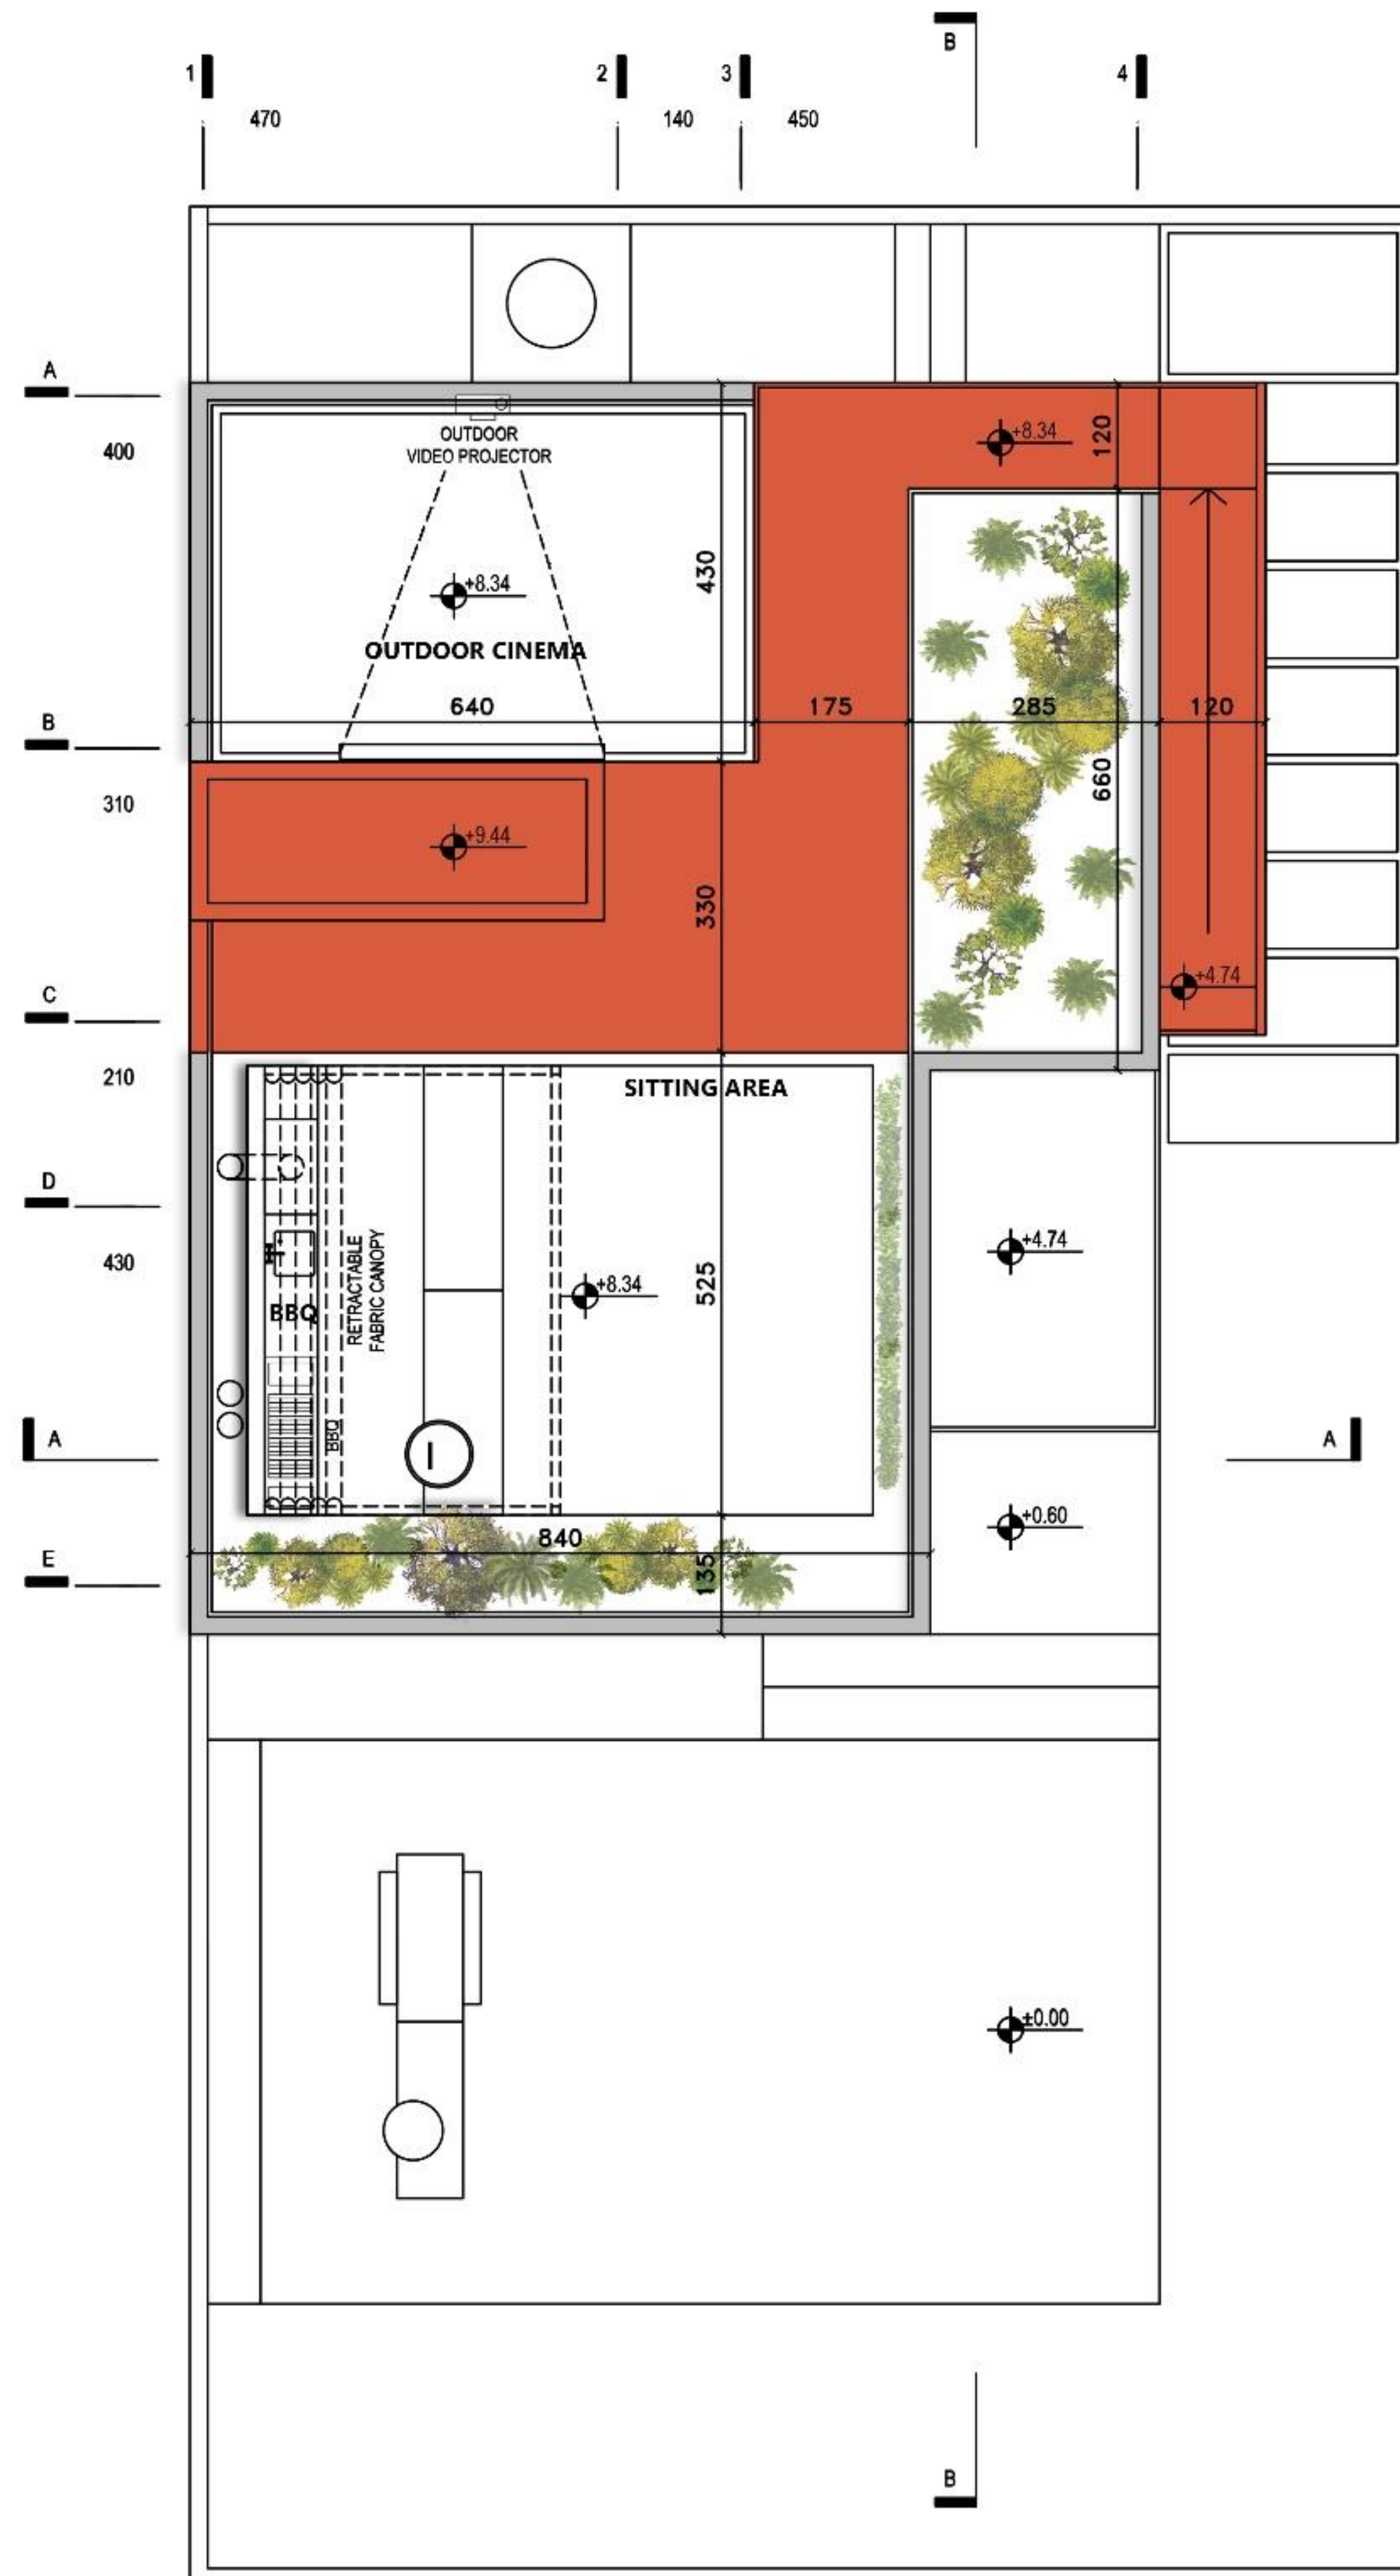 B
1
2
3
4
470
140
450
A
400
OUTDOOR
VIDEO PROJECTOR
+8.34
120
430
+8.34
OUTDOOR CINEMA
B
640
175
285
120
660
310
+9.44
330
+4.74
C
210
SITTING AREA
D
430
RETRACTABLE
FABRIC CANOPY
+4.74
+8.34
525
BBQ
BBQ
A
A
+0.60
840
135
E
±0.00
B